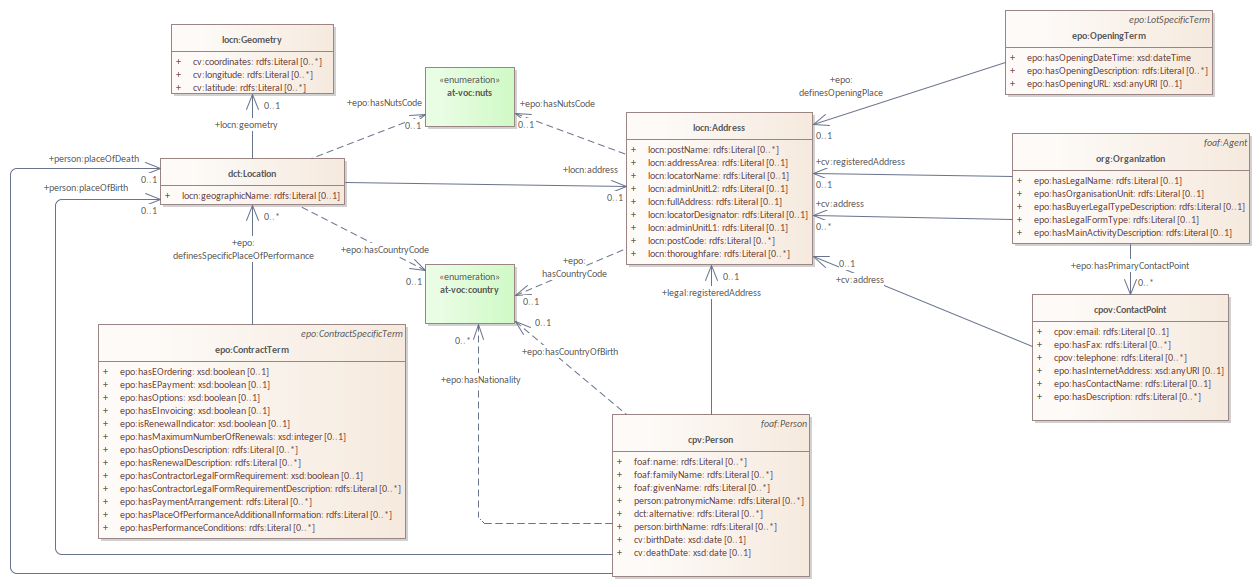 locn:Geometry
+ cv:coordinates: rdfs:Literal [0..*]
+ cv:longitude: rdfs:Literal [0..*]
+ cv:latitude: rdfs:Literal [0..*]
0..1
+locn:geometry
«enumeration»
at-voc:nuts
+epo:hasNutsCode
0..1
+epo:hasNutsCode
0..1
epo:LotSpecificTerm
epo:OpeningTerm
+ epo:hasOpeningDateTime: xsd:dateTime
+ epo:hasOpeningDescription: rdfs:Literal [0..*]
+ epo:hasOpeningURL: xsd:anyURI [0..1]
+epo:
definesOpeningPlace
0..1
locn:Address
+ locn:postName: rdfs:Literal [0..*]
+ locn:addressArea: rdfs:Literal [0..1]
+ locn:locatorName: rdfs:Literal [0..1]
+ locn:adminUnitL2: rdfs:Literal [0..1]
+ locn:fullAddress: rdfs:Literal [0..1]
+ locn:locatorDesignator: rdfs:Literal [0..1]
+ locn:adminUnitL1: rdfs:Literal [0..1]
+ locn:postCode: rdfs:Literal [0..*]
+ locn:thoroughfare: rdfs:Literal [0..*]
foaf:Agent
org:Organization
+ epo:hasLegalName: rdfs:Literal [0..1]
+ epo:hasOrganisationUnit: rdfs:Literal [0..1]
+ epo:hasBuyerLegalTypeDescription: rdfs:Literal [0..1]
+ epo:hasLegalFormType: rdfs:Literal [0..1]
+ epo:hasMainActivityDescription: rdfs:Literal [0..1]
+cv:registeredAddress
0..1
+cv:address
0..*
+person:placeOfDeath
0..1
+person:placeOfBirth
0..1
dct:Location
+ locn:geographicName: rdfs:Literal [0..1]
+locn:address
0..1
0..*
+epo:
definesSpecificPlaceOfPerformance
+epo:hasCountryCode
0..1
«enumeration»
at-voc:country
+epo:
hasCountryCode
0..1
0..1
+epo:hasCountryOfBirth
0..*
+epo:hasNationality
0..1
+legal:registeredAddress
0..1
+cv:address
+epo:hasPrimaryContactPoint
0..*
cpov:ContactPoint
+ cpov:email: rdfs:Literal [0..1]
+ epo:hasFax: rdfs:Literal [0..*]
+ cpov:telephone: rdfs:Literal [0..*]
+ epo:hasInternetAddress: xsd:anyURI [0..1]
+ epo:hasContactName: rdfs:Literal [0..1]
+ epo:hasDescription: rdfs:Literal [0..*]
epo:ContractSpecificTerm
epo:ContractTerm
+ epo:hasEOrdering: xsd:boolean [0..1]
+ epo:hasEPayment: xsd:boolean [0..1]
+ epo:hasOptions: xsd:boolean [0..1]
+ epo:hasEInvoicing: xsd:boolean [0..1]
+ epo:isRenewalIndicator: xsd:boolean [0..1]
+ epo:hasMaximumNumberOfRenewals: xsd:integer [0..1]
+ epo:hasOptionsDescription: rdfs:Literal [0..*]
+ epo:hasRenewalDescription: rdfs:Literal [0..*]
+ epo:hasContractorLegalFormRequirement: xsd:boolean [0..1]
+ epo:hasContractorLegalFormRequirementDescription: rdfs:Literal [0..*]
+ epo:hasPaymentArrangement: rdfs:Literal [0..*]
+ epo:hasPlaceOfPerformanceAdditionalInformation: rdfs:Literal [0..*]
+ epo:hasPerformanceConditions: rdfs:Literal [0..*]
foaf:Person
cpv:Person
+ foaf:name: rdfs:Literal [0..*]
+ foaf:familyName: rdfs:Literal [0..*]
+ foaf:givenName: rdfs:Literal [0..*]
+ person:patronymicName: rdfs:Literal [0..*]
+ dct:alternative: rdfs:Literal [0..*]
+ person:birthName: rdfs:Literal [0..*]
+ cv:birthDate: xsd:date [0..1]
+ cv:deathDate: xsd:date [0..1]